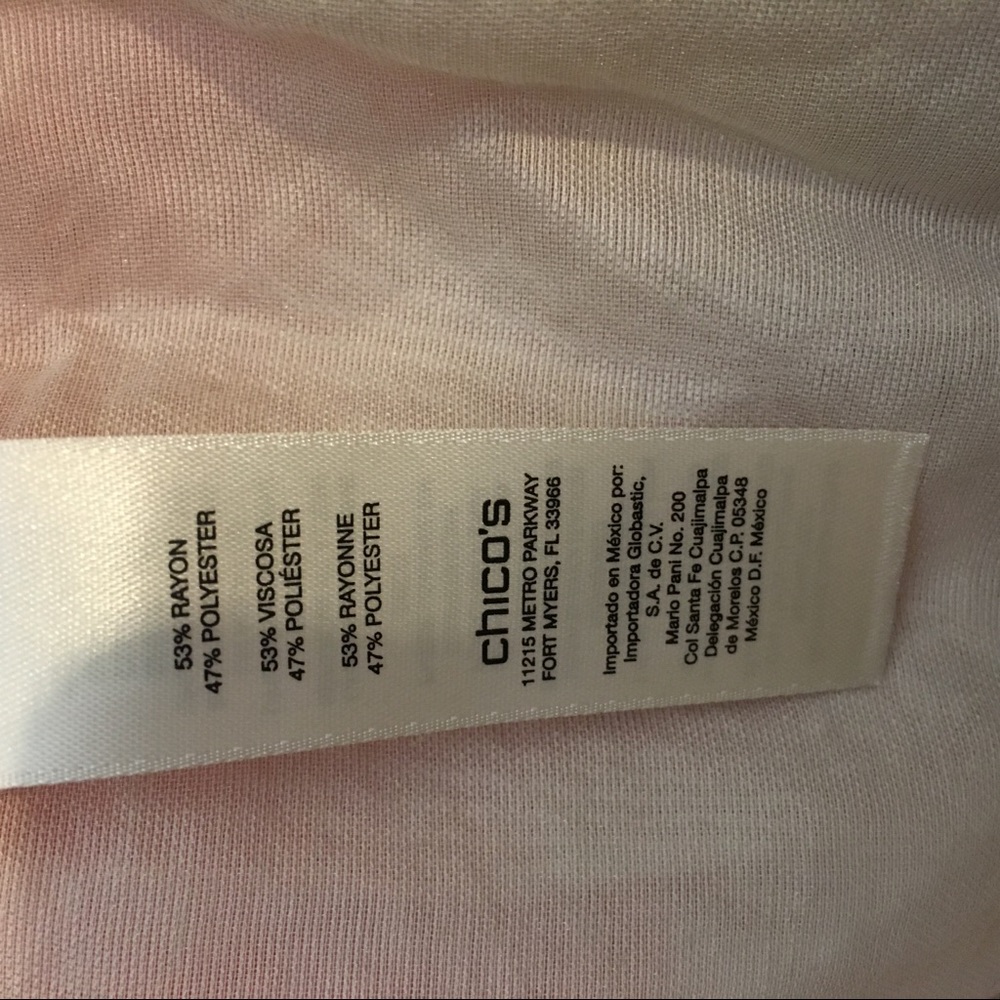 53% RAYON
47% POLYESTER
53% VISCOSA
47% POLIÉSTER
53% RAYONNE
47% POLYESTER
chico's
11215 METRO PARKWAY
FORT MYERS, FL 33966
Importado en México por:
Importadora Globastic,
S.A. de C.V.
Mario Pani No. 200
Col Santa Fe Cuajimalpa
Delegación Cuajimalpa
de Morelos C.P. 05348
México D.F. México